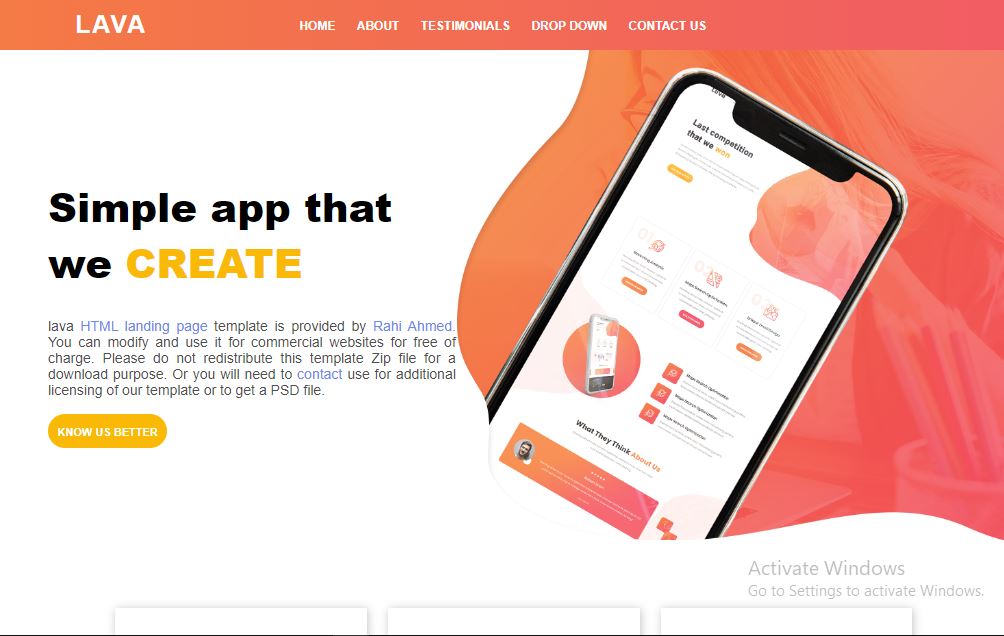 LAVA
HOME ABOUT TESTIMONIALS DROP DOWN CONTACT US
Simple app that
we CREATE
lava HTML landing page template is provided by Rahi Ahmed.
You can modify and use it for commercial websites for free of
charge. Please do not redistribute this template Zip file for a
download purpose. Or you will need to contact use for additional
licensing of our template or to get a PSD file.
KNOW US BETTER
Last competition
that we won
What They Think About Us
Activate Windows
Go to Settings to activate Windows.